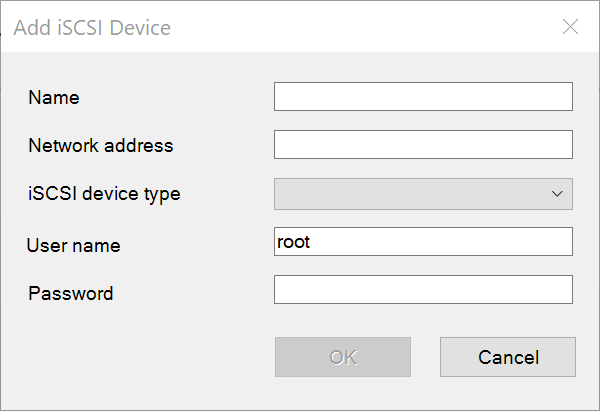 Add iSCSI Device
Name
Network address
iSCSI device type
User name root
Password
OK Cancel